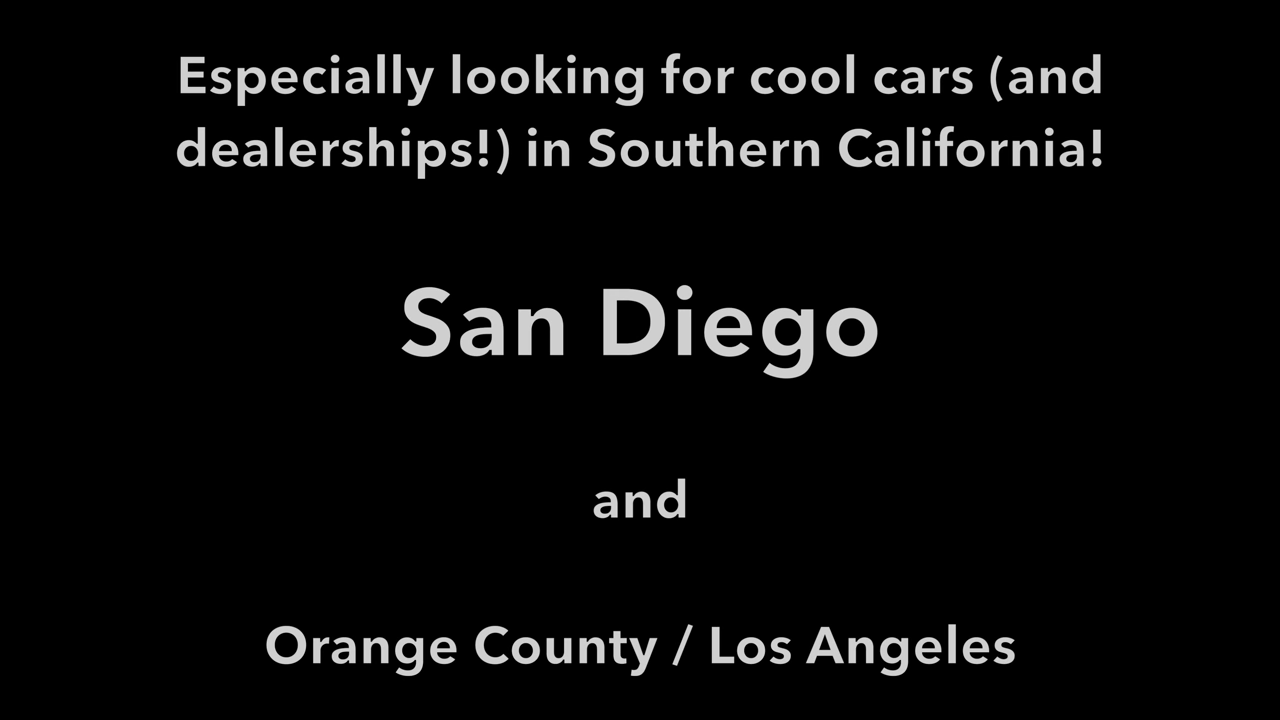 Especially looking for cool cars (and
dealerships!) in Southern California!
San Diego
and
Orange County / Los Angeles